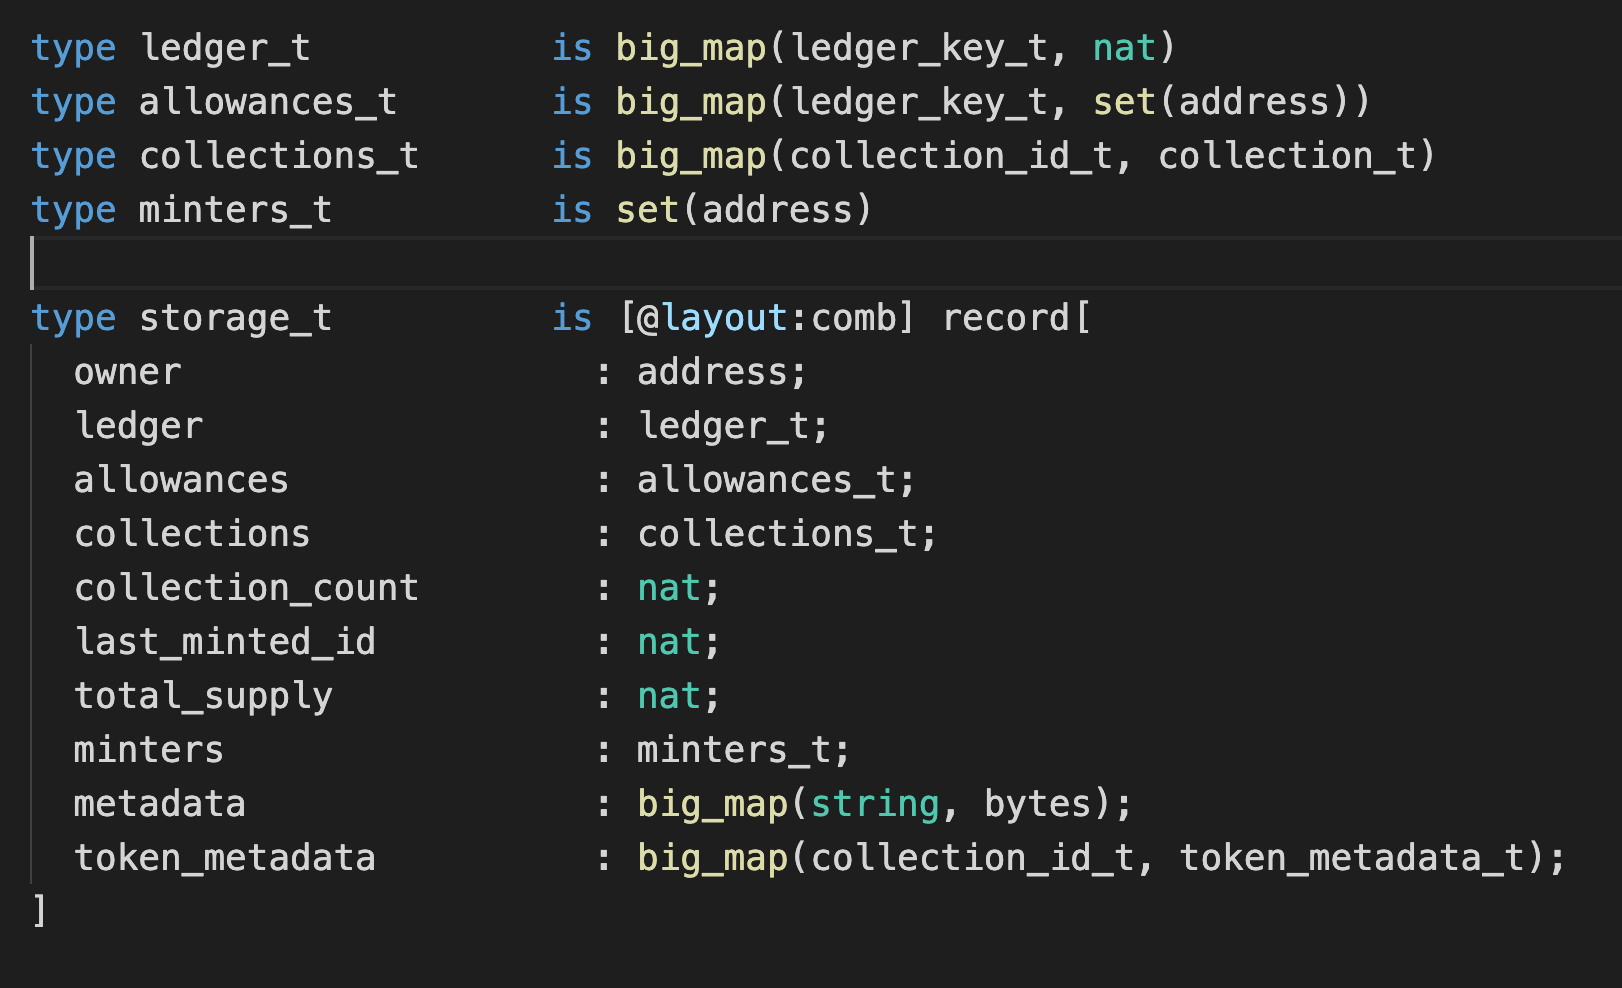 type ledger_t           is big_map(ledger_key_t, nat)
type allowances_t       is big_map(ledger_key_t, set(address))
type collections_t      is big_map(collection_id_t, collection_t)
type minters_t          is set(address)

type storage_t          is [@layout:comb] record[
  owner                   : address;
  ledger                  : ledger_t;
  allowances              : allowances_t;
  collections             : collections_t;
  collection_count        : nat;
  last_minted_id          : nat;
  total_supply            : nat;
  minters                 : minters_t;
  metadata                : big_map(string, bytes);
  token_metadata          : big_map(collection_id_t, token_metadata_t);
]